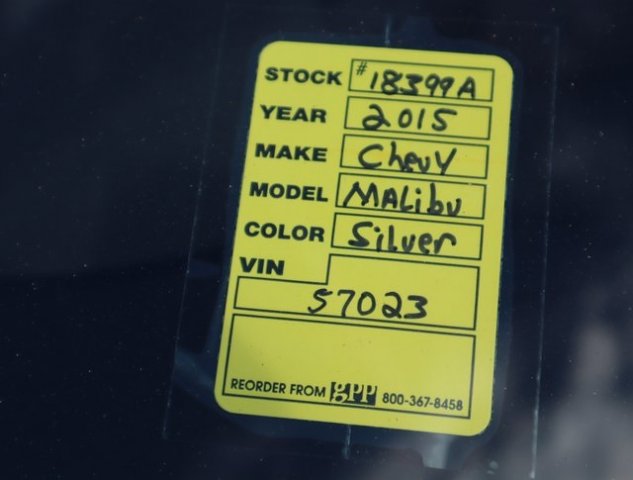 STOCK #18399A
YEAR 2015
MAKE Chevy
MODEL MALibu
COLOR Silver
VIN
57023
REORDER FROM gPP 800-367-8458